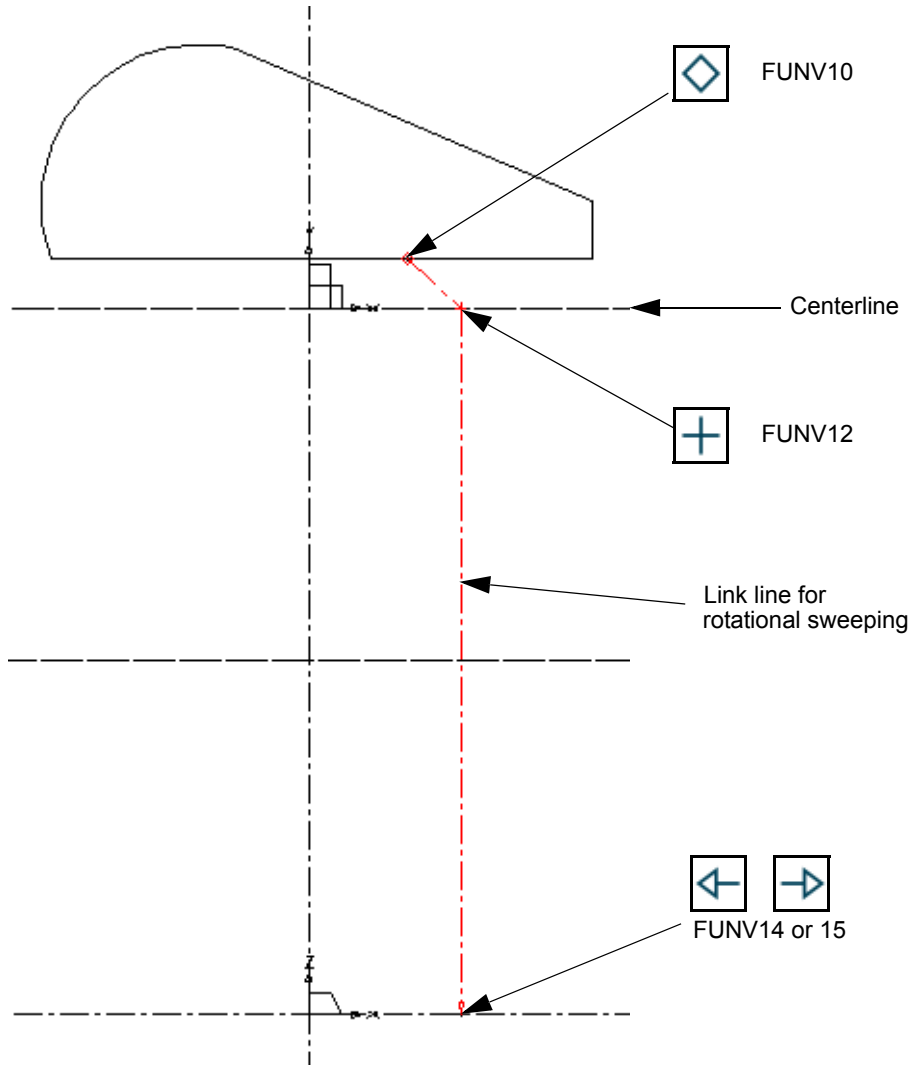 FUNV10
Y
X
Centerline
FUNV12
Link line for
rotational sweeping
FUNV14 or 15
Z
X